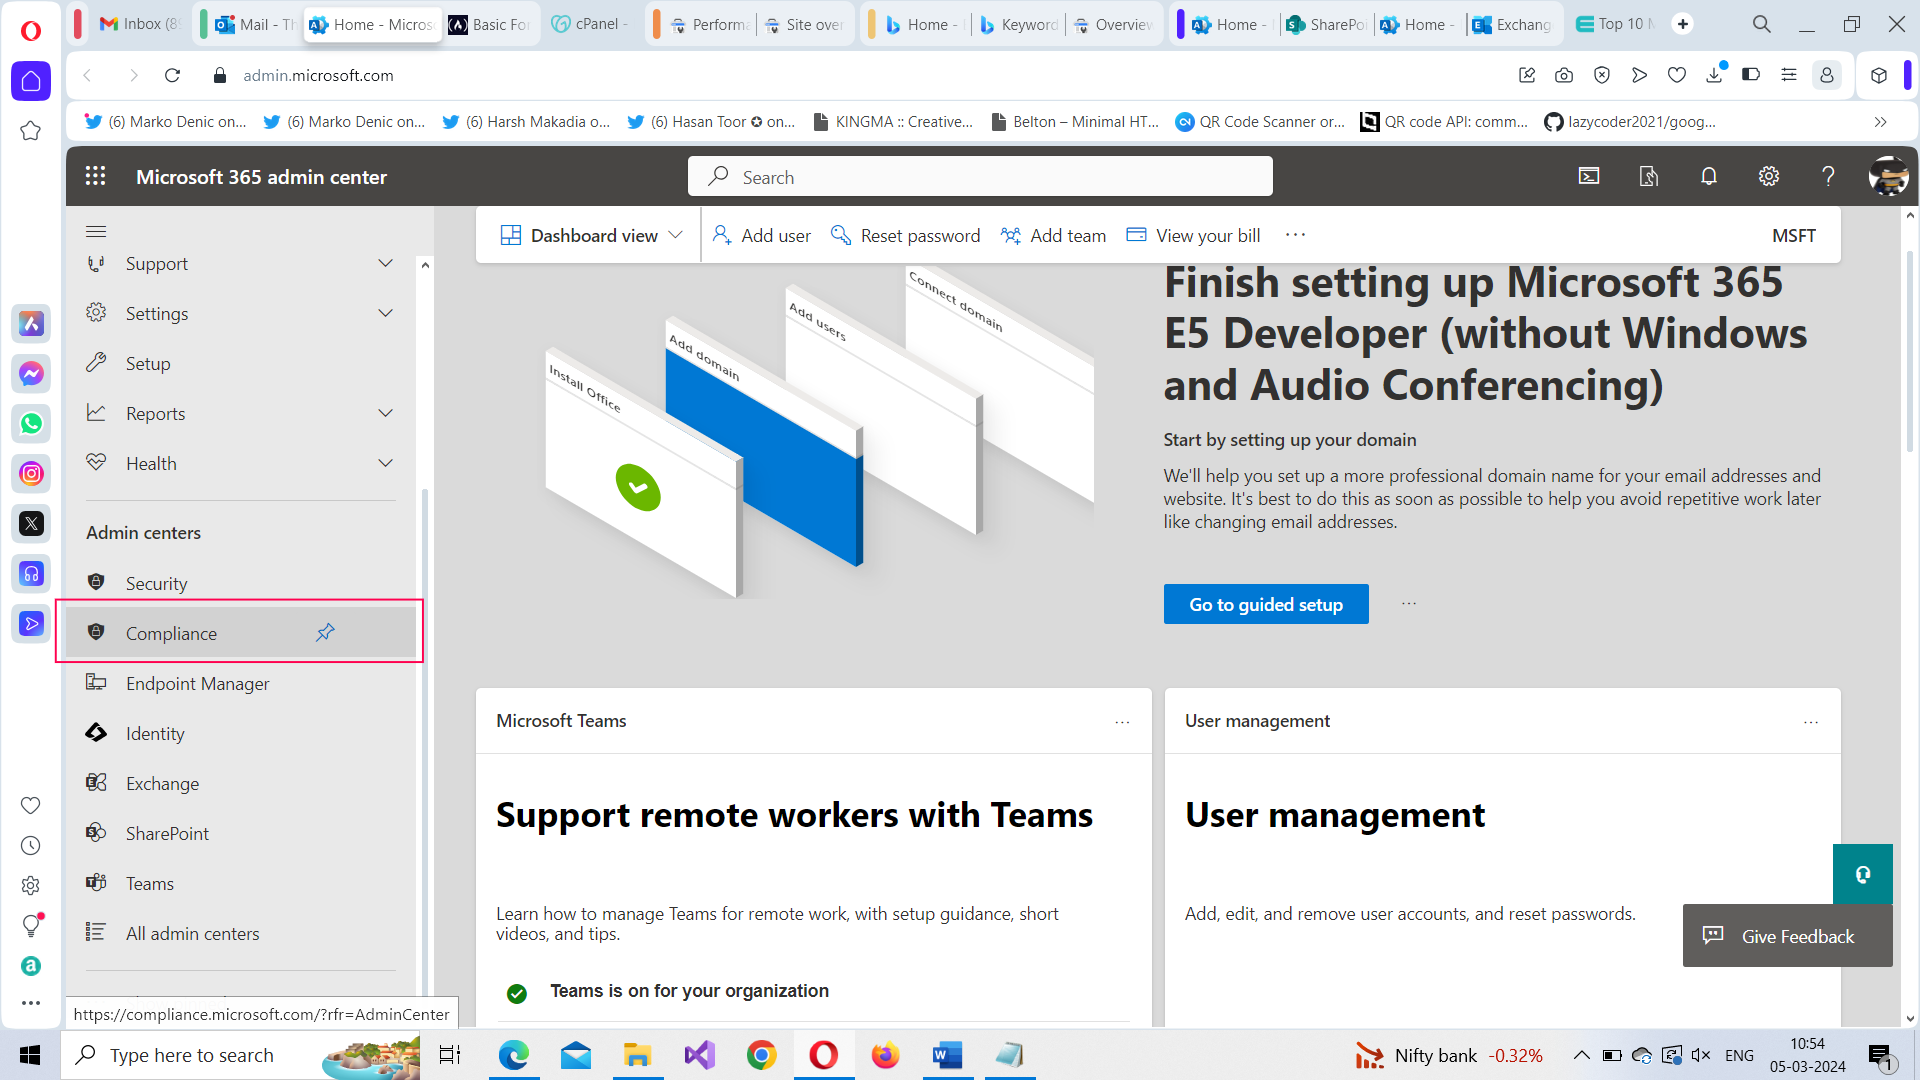 Inbox (89
Mail - Th
Home - Micros
Basic For
cPanel -
Performa
Site over
Home -
Keyword
Overview
Home -
SharePoi
Home -
Exchang
Top 10 M
admin.microsoft.com
(6) Marko Denic on...
(6) Marko Denic on...
(6) Harsh Makadia o...
(6) Hasan Toor ✪ on...
KINGMA :: Creative...
Belton – Minimal HT...
QR Code Scanner or...
QR code API: comm...
lazycoder2021/goog...
Microsoft 365 admin center
Search
Dashboard view
Add user
Reset password
Add team
View your bill
MSFT
Support
Settings
Setup
Reports
Health
Admin centers
Security
Compliance
Endpoint Manager
Identity
Exchange
SharePoint
Teams
All admin centers
https://compliance.microsoft.com/?rfr=AdminCenter
Install Office
Add domain
Add users
Connect domain
Finish setting up Microsoft 365
E5 Developer (without Windows
and Audio Conferencing)
Start by setting up your domain
We'll help you set up a more professional domain name for your email addresses and
website. It's best to do this as soon as possible to help you avoid repetitive work later
like changing email addresses.
Go to guided setup
Microsoft Teams
Support remote workers with Teams
Learn how to manage Teams for remote work, with setup guidance, short
videos, and tips.
Teams is on for your organization
User management
User management
Add, edit, and remove user accounts, and reset passwords.
Give Feedback
Type here to search
Nifty bank -0.32%
ENG
10:54
05-03-2024
1